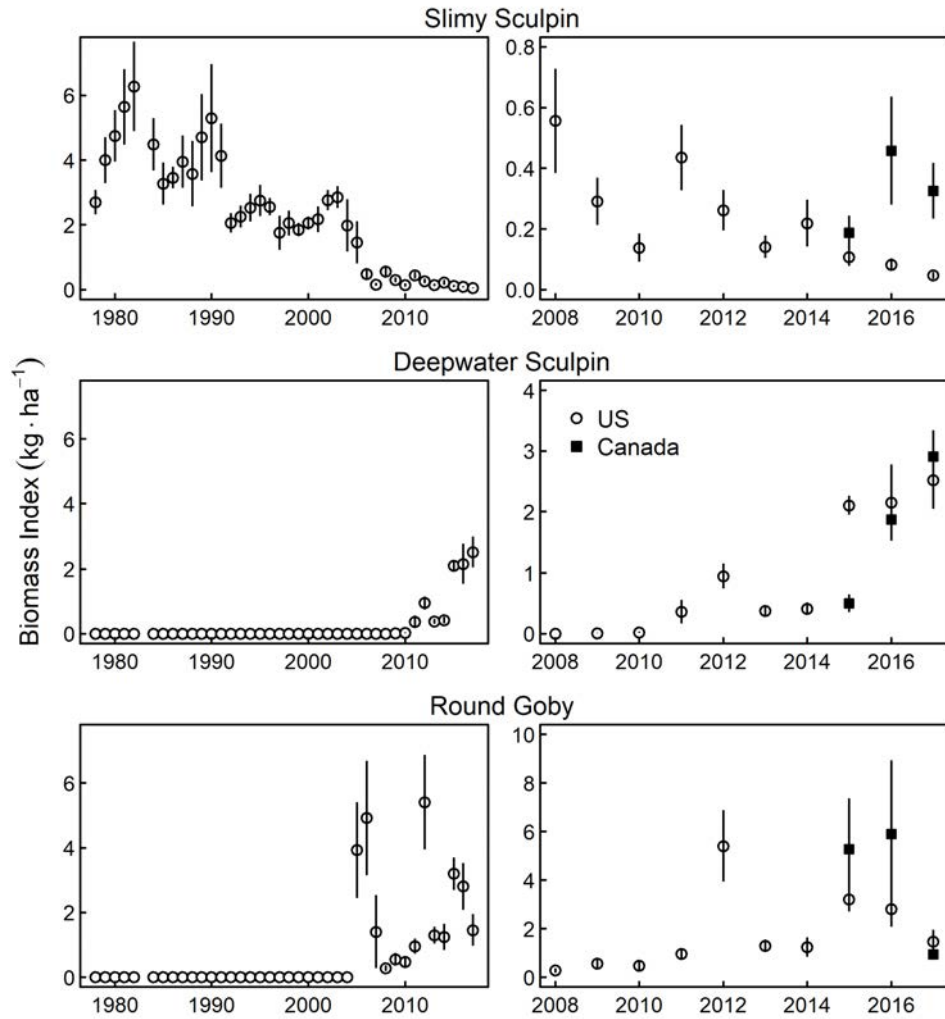 Slimy Sculpin
6
4
2
0
1980 1990 2000 2010
0.8
0.6
0.4
0.2
0.0
2008 2010 2012 2014 2016
Deepwater Sculpin
Biomass Index (kg · ha⁻¹)
6
4
2
0
1980 1990 2000 2010
4
3
2
1
0
US
Canada
2008 2010 2012 2014 2016
Round Goby
6
4
2
0
1980 1990 2000 2010
10
8
6
4
2
0
2008 2010 2012 2014 2016